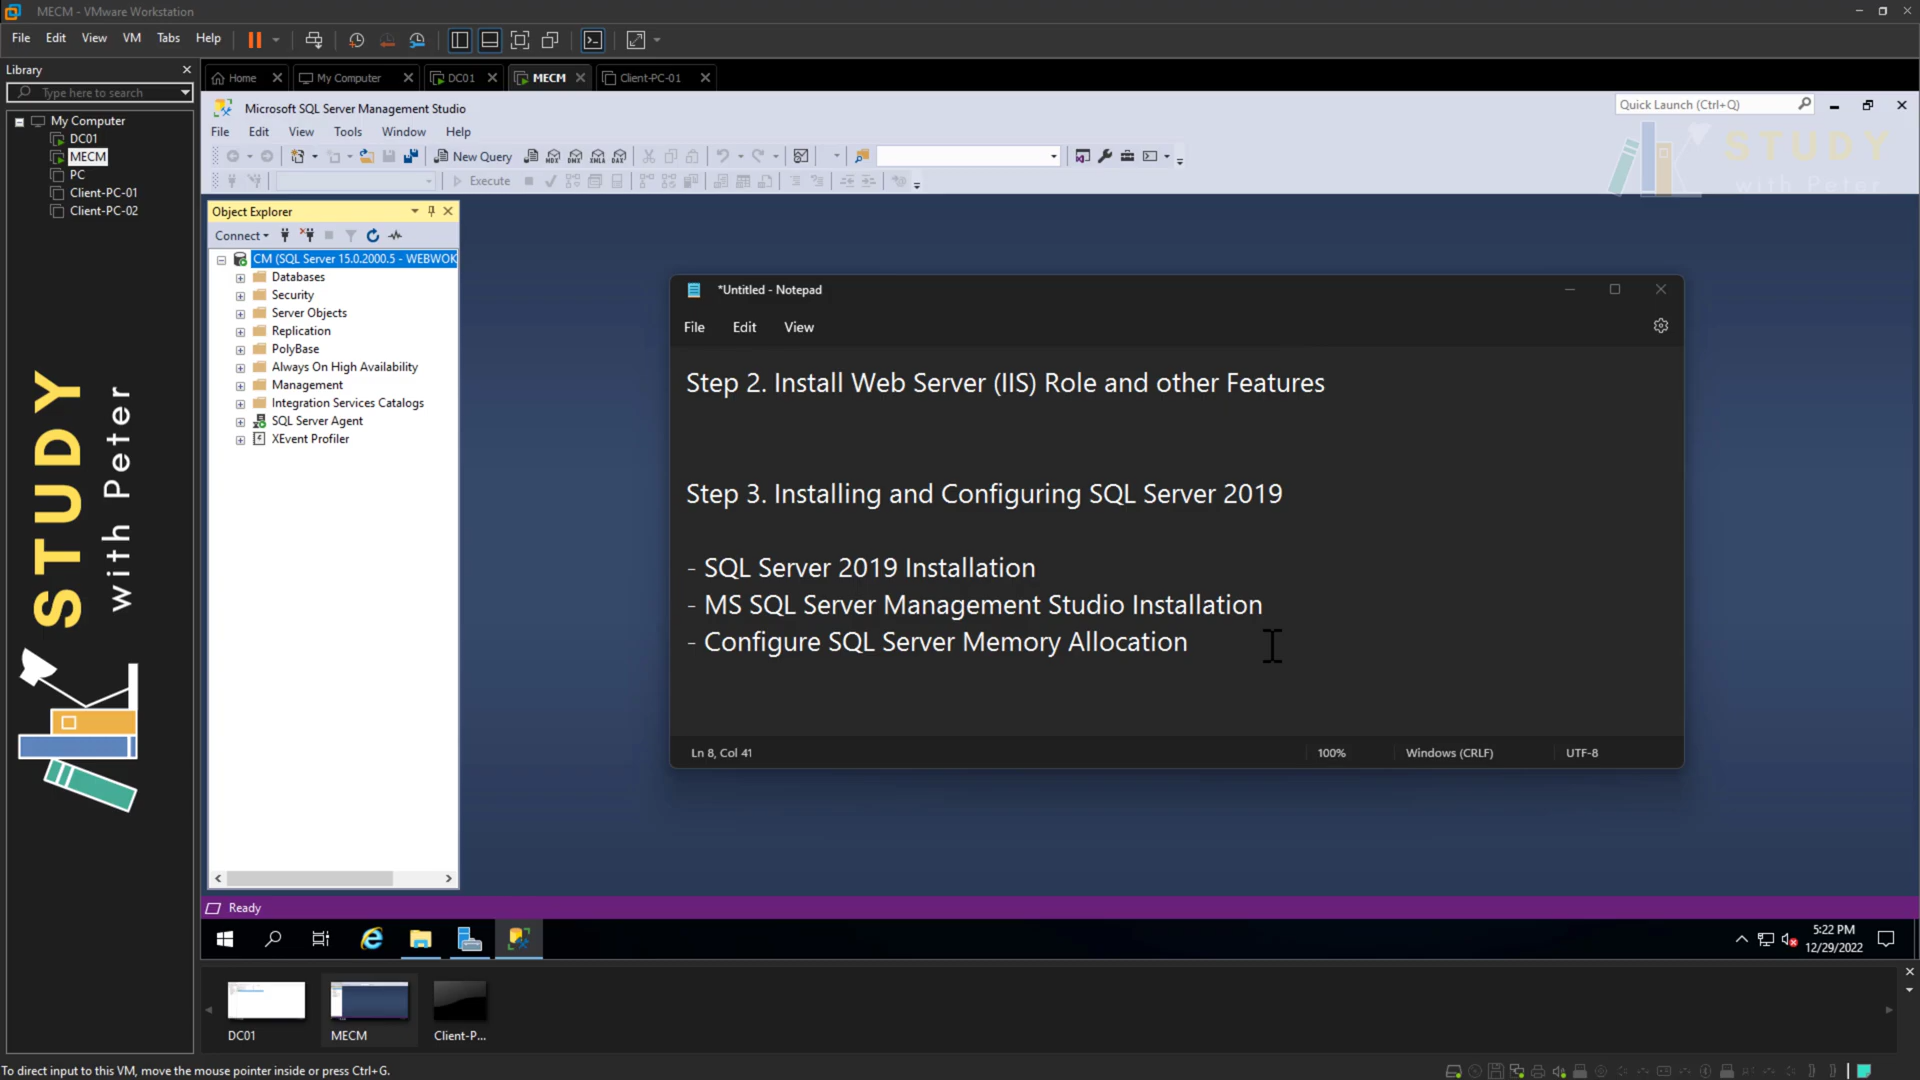 MECM - VMware Workstation
File Edit View VM Tabs Help
Library
Type here to search
My Computer
DC01
MECM
PC
Client-PC-01
Client-PC-02
STUDY
with Peter
Home
My Computer
DC01
MECM
Client-PC-01
Microsoft SQL Server Management Studio
Quick Launch (Ctrl+Q)
File Edit View Tools Window Help
New Query
MDX
DMX
XMLA
DAX
Execute
STUDY
with Peter
Object Explorer
Connect
CM (SQL Server 15.0.2000.5 - WEBWOK
Databases
Security
Server Objects
Replication
PolyBase
Always On High Availability
Management
Integration Services Catalogs
SQL Server Agent
XEvent Profiler
*Untitled - Notepad
File Edit View
Step 2. Install Web Server (IIS) Role and other Features
Step 3. Installing and Configuring SQL Server 2019
- SQL Server 2019 Installation
- MS SQL Server Management Studio Installation
- Configure SQL Server Memory Allocation
Ln 8, Col 41
100%
Windows (CRLF)
UTF-8
Ready
5:22 PM
12/29/2022
DC01
MECM
Client-P...
To direct input to this VM, move the mouse pointer inside or press Ctrl+G.